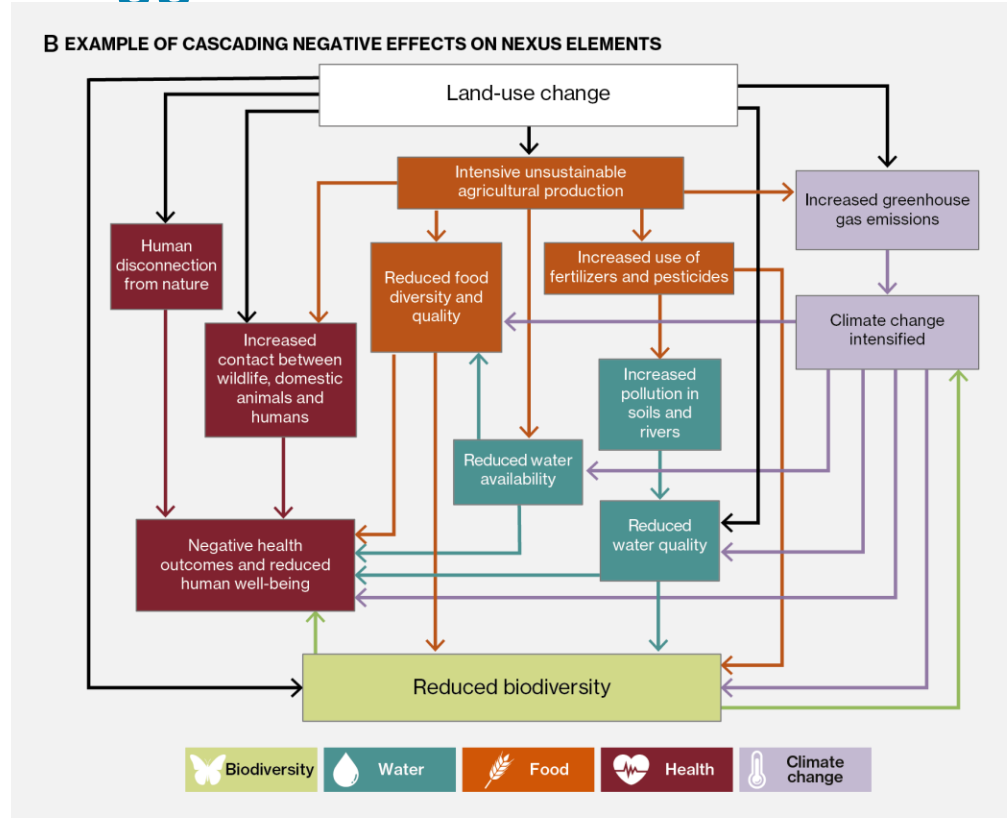 B EXAMPLE OF CASCADING NEGATIVE EFFECTS ON NEXUS ELEMENTS
Land-use change
Intensive unsustainable
agricultural production
Increased greenhouse
gas emissions
Human
disconnection
from nature
Reduced food
diversity and
quality
Increased use of
fertilizers and pesticides
Increased
contact between
wildlife, domestic
animals and
humans
Climate change
intensified
Increased
pollution in
soils and
rivers
Reduced water
availability
Reduced
water quality
Negative health
outcomes and reduced
human well-being
Reduced biodiversity
Biodiversity
Water
Food
Health
Climate
change